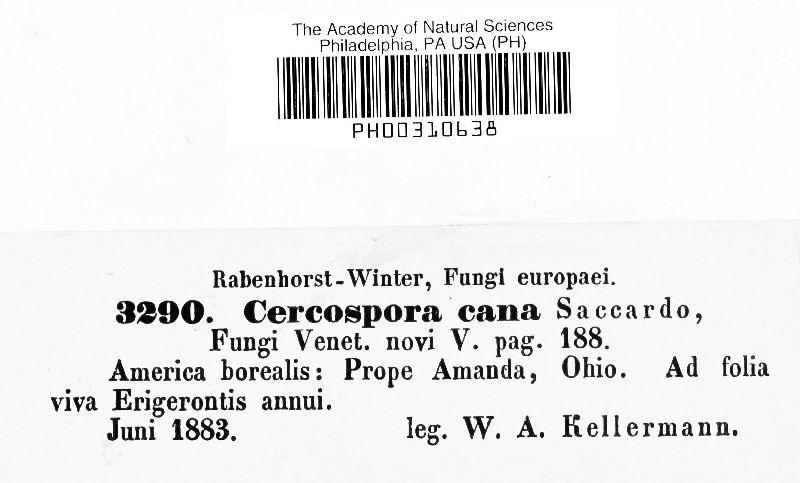 The Academy of Natural Sciences
Philadelphia, PA USA (PH)
PH00310638
Rabenhorst-Winter, Fungi europaei.
3290. Cercospora cana Saccardo,
Fungi Venet. novi V. pag. 188.
America borealis: Prope Amanda, Ohio. Ad folia
viva Erigerontis annui.
Juni 1883. leg. W. A. Kellermann.